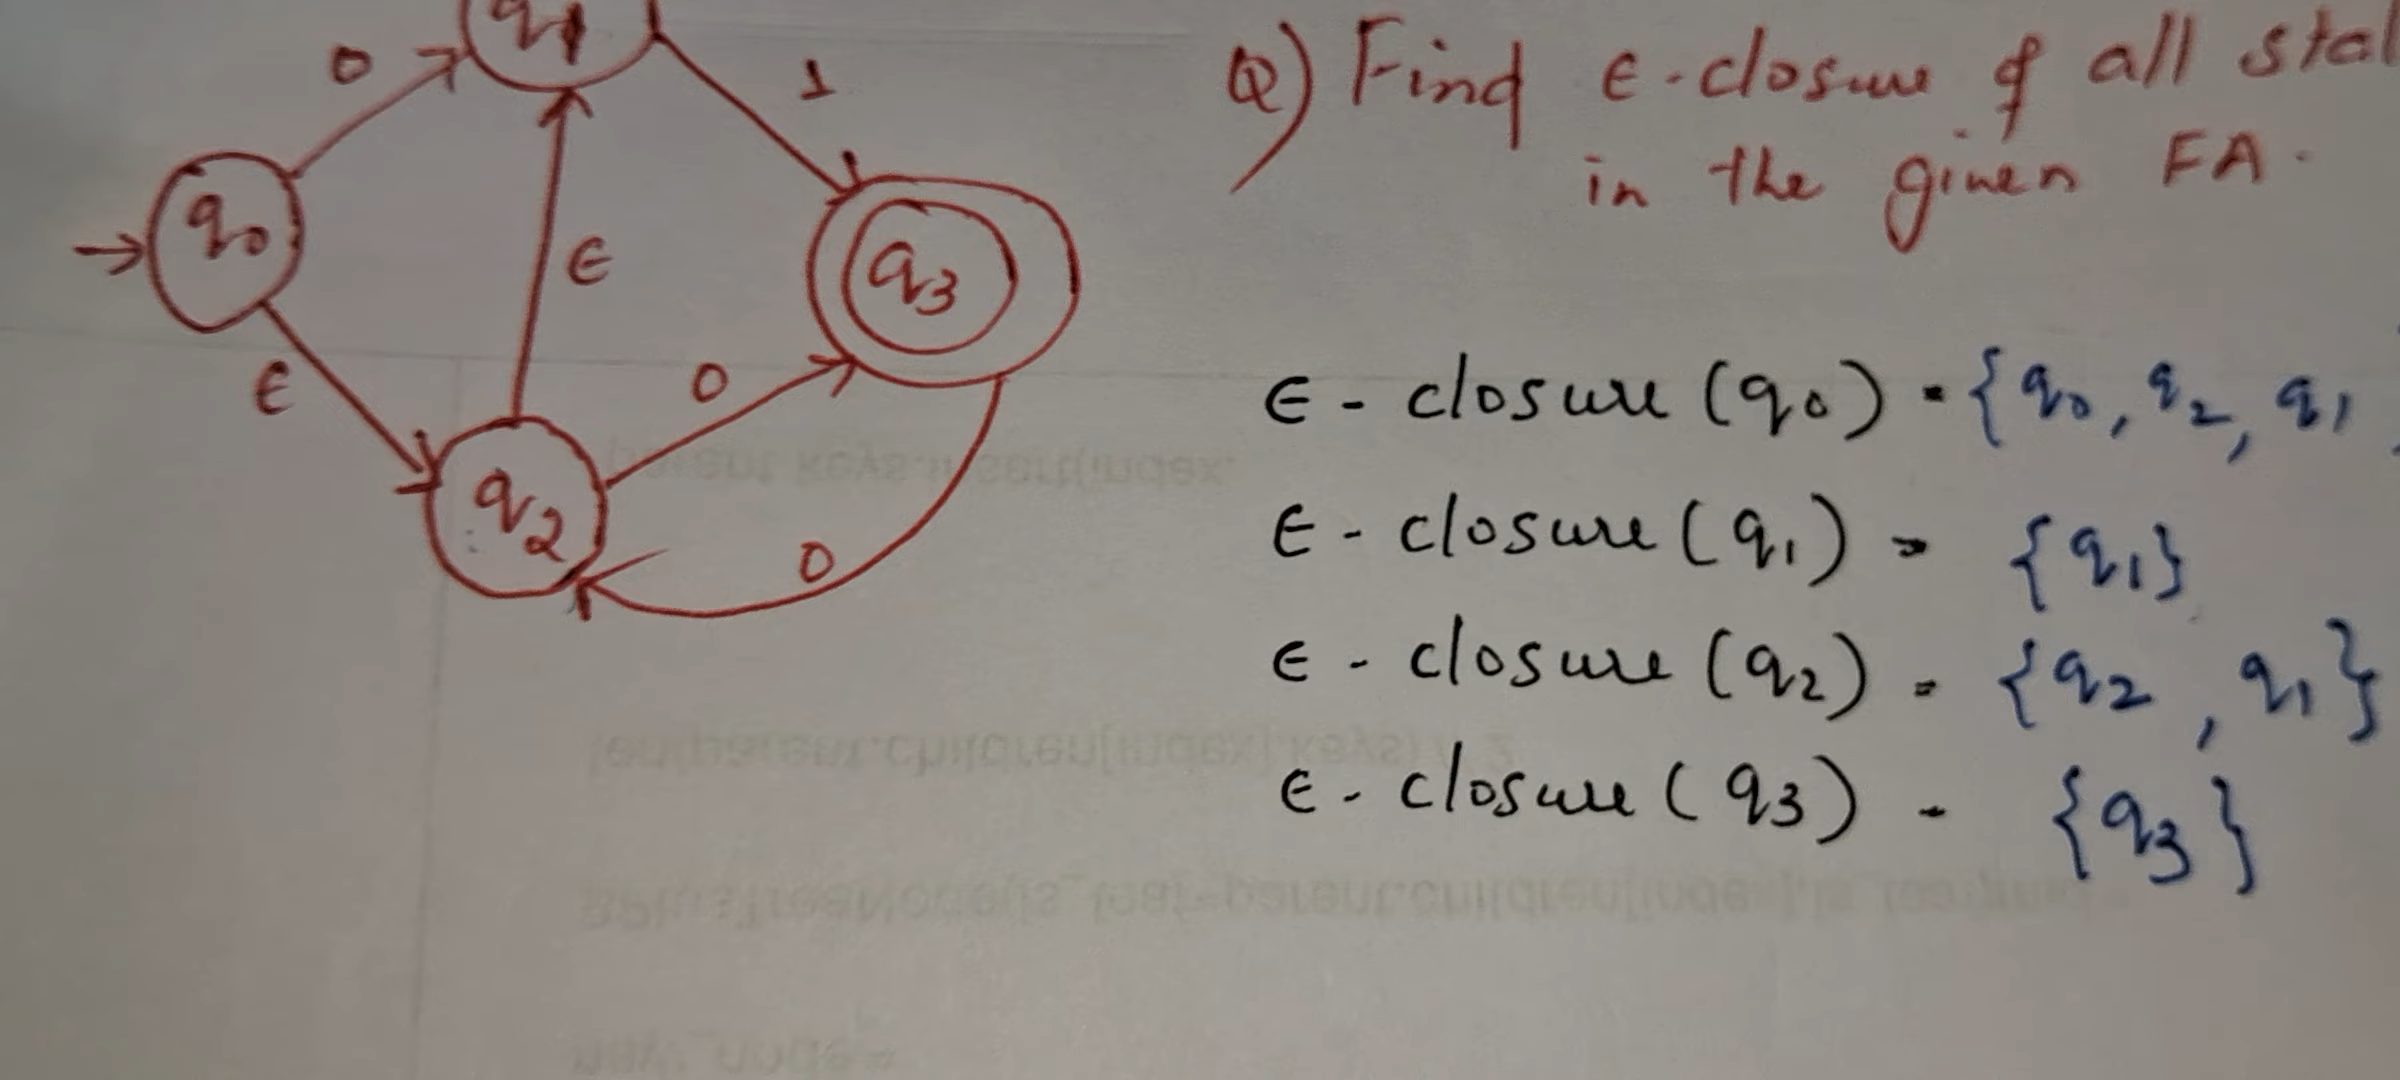 q1
0
1
Q) Find ϵ-closure of all
in the given FA.
q0
ϵ
q3
ϵ
0
q2
0
ϵ - closure (q0) = {q0, q2, q1
ϵ - closure (q1) = {q1}
ϵ - closure (q2) = {q2, q1}
ϵ - closure (q3) = {q3}